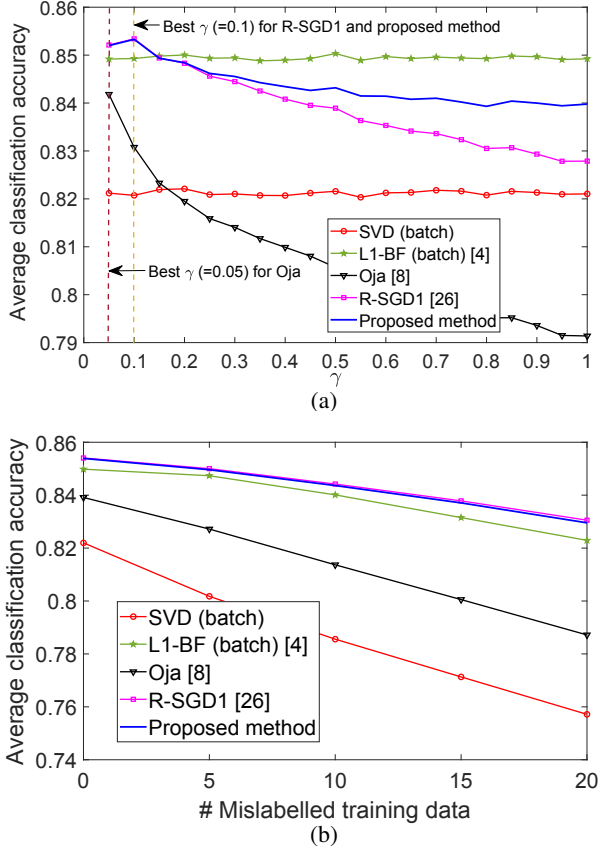 Average classification accuracy
0.86
0.85
0.84
0.83
0.82
0.81
0.8
0.79
Best γ (=0.1) for R-SGD1 and proposed method
Best γ (=0.05) for Oja
SVD (batch)
L1-BF (batch) [4]
Oja [8]
R-SGD1 [26]
Proposed method
0 0.1 0.2 0.3 0.4 0.5 0.6 0.7 0.8 0.9 1
γ
(a)
Average classification accuracy
0.86
0.84
0.82
0.8
0.78
0.76
0.74
SVD (batch)
L1-BF (batch) [4]
Oja [8]
R-SGD1 [26]
Proposed method
0 5 10 15 20
# Mislabelled training data
(b)